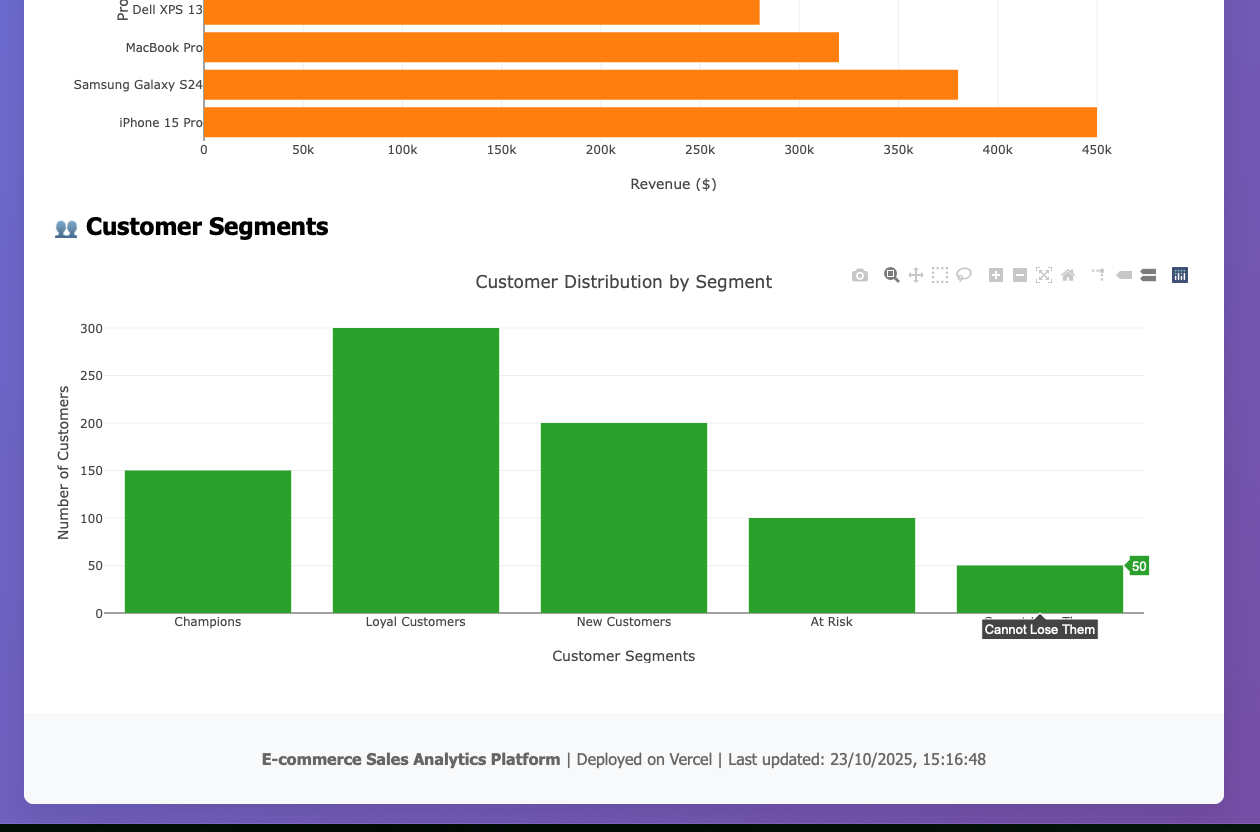 Dell XPS 13
MacBook Pro
Samsung Galaxy S24
iPhone 15 Pro
0 50k 100k 150k 200k 250k 300k 350k 400k 450k
Revenue ($)
👥 Customer Segments
Customer Distribution by Segment
300
250
200
150
100
50
0
Number of Customers
50
Champions Loyal Customers New Customers At Risk
Cannot Lose Them
Customer Segments
E-commerce Sales Analytics Platform | Deployed on Vercel | Last updated: 23/10/2025, 15:16:48